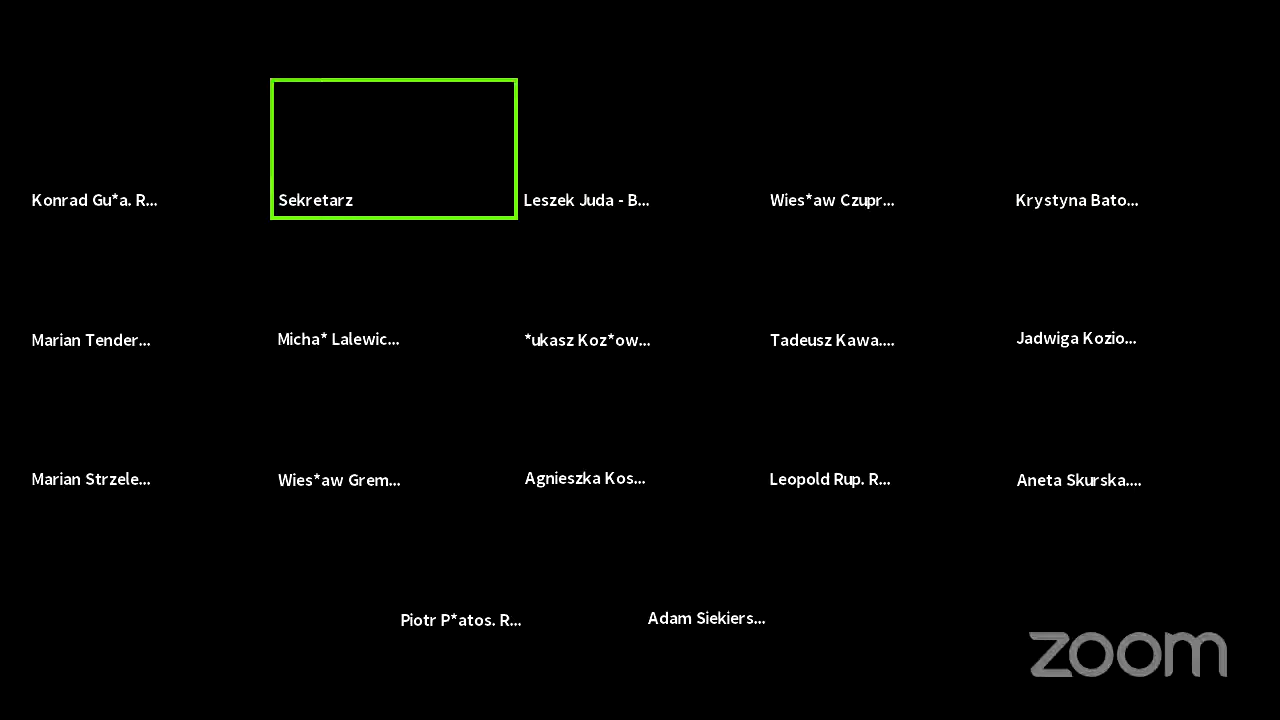 Konrad Gu*a. R...
Sekretarz
Leszek Juda - B...
Wies*aw Czupr...
Krystyna Bato...
Marian Tender...
Micha* Lalewic...
*ukasz Koz*ow...
Tadeusz Kawa....
Jadwiga Kozio...
Marian Strzele...
Wies*aw Grem...
Agnieszka Kos...
Leopold Rup. R...
Aneta Skurska....
Piotr P*atos. R...
Adam Siekiers...
zoom